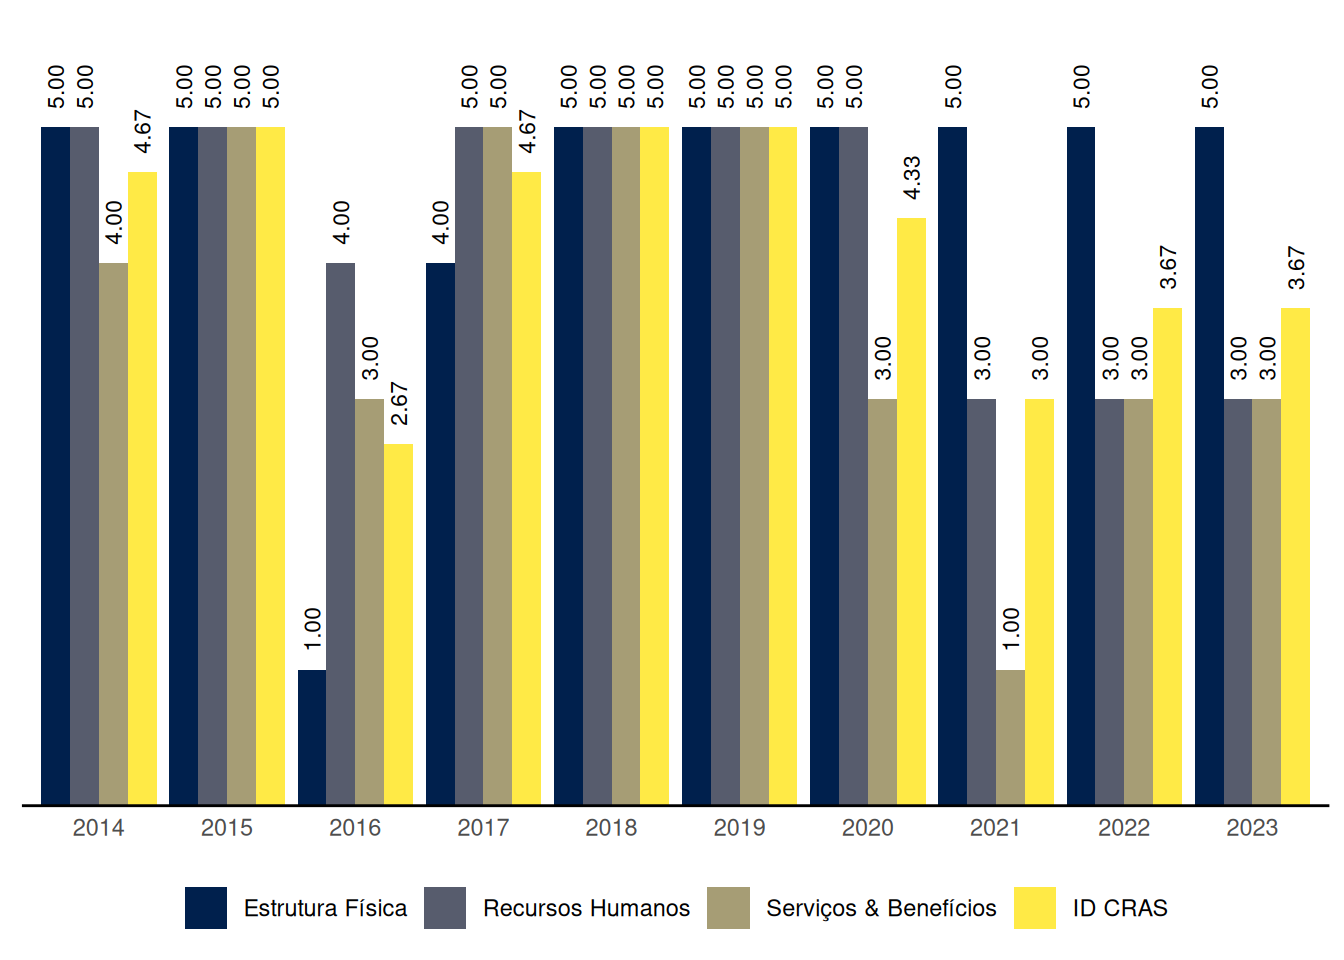 5.00 5.00 4.00 4.67 5.00 5.00 5.00 5.00 1.00 4.00 3.00 2.67 4.00 5.00 5.00 4.67 5.00 5.00 5.00 5.00 5.00 5.00 5.00 5.00 5.00 5.00 3.00 4.33 5.00 3.00 1.00 3.00 5.00 3.00 3.00 3.67 5.00 3.00 3.00 3.67
2014 2015 2016 2017 2018 2019 2020 2021 2022 2023
Estrutura Física Recursos Humanos Serviços & Benefícios ID CRAS